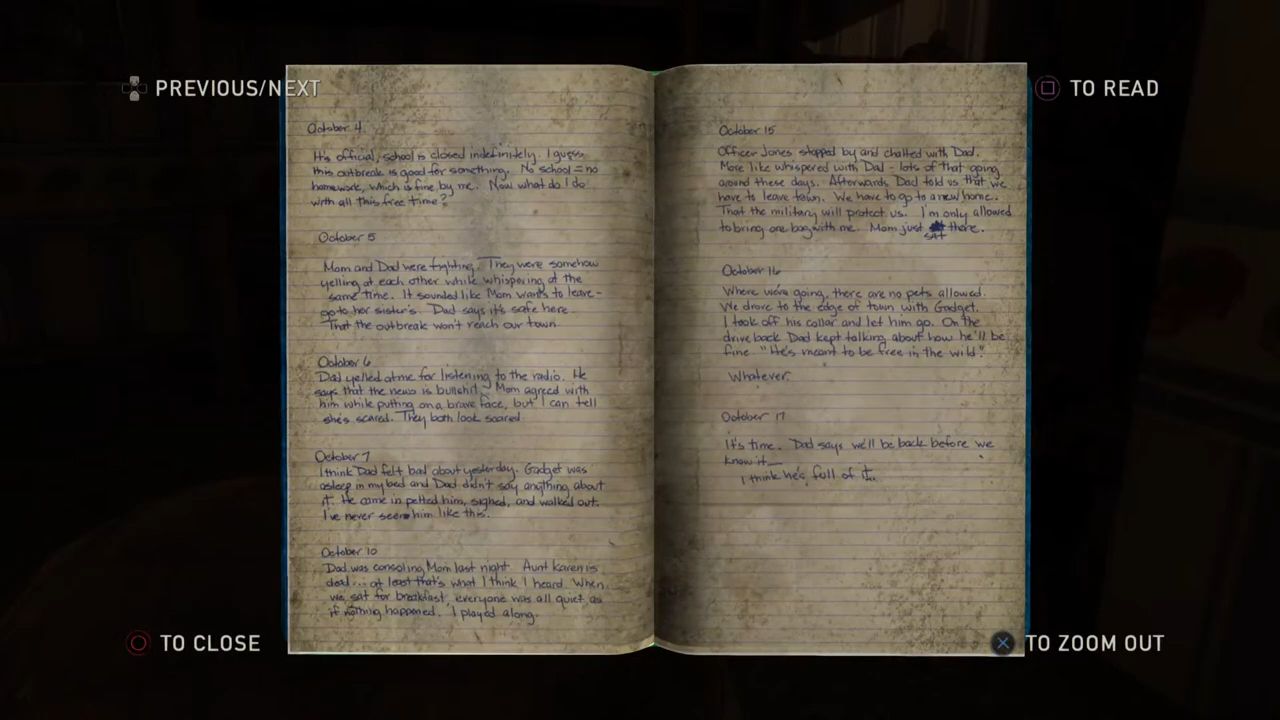 PREVIOUS/NEXT
TO READ
October 4
It's official, school is closed indefinitely. I guess
this outbreak is good for something. No school = no
homework, which is fine by me. Now what do I do
with all this free time?
October 5
Mom and Dad were fighting. They were somehow
yelling at each other while whispering at the
same time. It sounded like Mom wants to leave -
go to her sister's. Dad says it's safe here.
That the outbreak won't reach our town.
October 6
Dad yelled at me for listening to the radio. He
says that the news is bullshit. Mom agreed with
him while putting on a brave face, but I can tell
she's scared. They both look scared.
October 7
I think Dad felt bad about yesterday. Gadget was
asleep in my bed and Dad didn't say anything about
it. He came in petted him, sighed, and walked out.
I've never seen him like this.
October 10
Dad was consoling Mom last night. Aunt Karen is
dead... at least that's what I think I heard. When
we sat for breakfast, everyone was all quiet, as
if nothing happened. I played along.
October 15
Officer Jones stopped by and chatted with Dad.
More like whispered with Dad - lots of that going
around these days. Afterwards Dad told us that we
have to leave town. We have to go to a new home.
That the military will protect us. I'm only allowed
to bring one bag with me. Mom just sat there.
October 16
Where we're going, there are no pets allowed.
We drove to the edge of town with Gadget.
I took off his collar and let him go. On the
drive back Dad kept talking about how he'll be
fine. "He's meant to be free in the wild".
Whatever.
October 17
It's time. Dad says we'll be back before we
know it
I think he's full of it.
TO CLOSE
TO ZOOM OUT